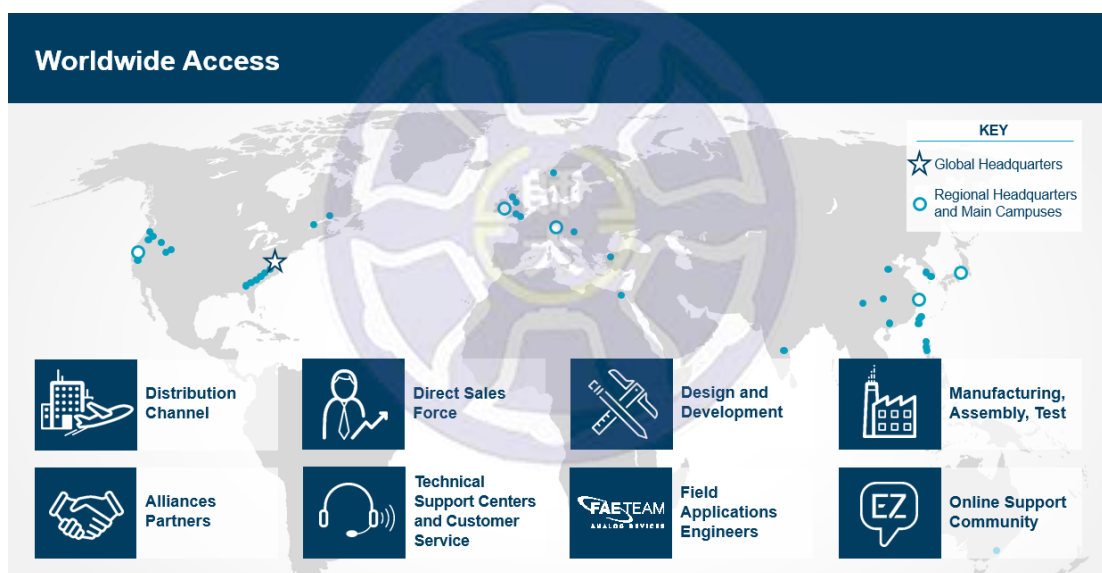 Worldwide Access
KEY
Global Headquarters
Regional Headquarters
and Main Campuses
Distribution
Channel
Direct Sales
Force
Design and
Development
Manufacturing,
Assembly, Test
Alliances
Partners
Technical
Support Centers
and Customer
Service
FAE TEAM
ANALOG DEVICES
Field
Applications
Engineers
EZ
Online Support
Community